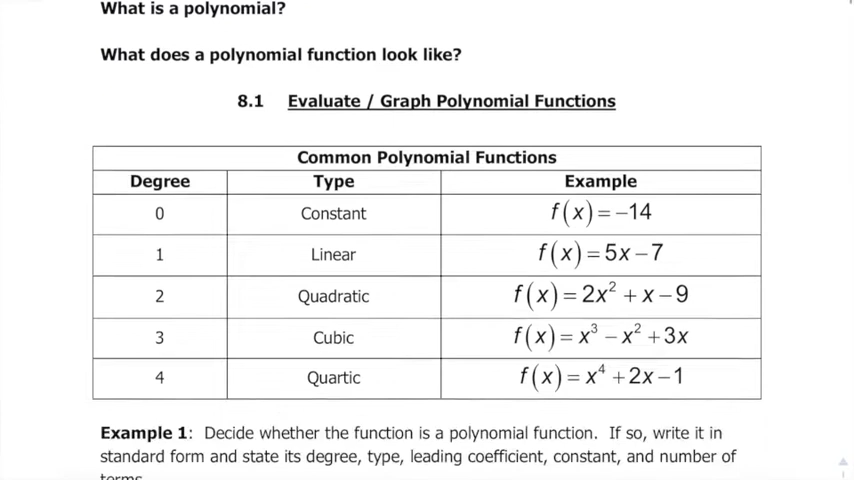 What is a polynomial?
What does a polynomial function look like?
8.1 Evaluate / Graph Polynomial Functions
Common Polynomial Functions
Degree Type Example
0 Constant f(x)=−14
1 Linear f(x)=5x−7
2 Quadratic f(x)=2x²+x−9
3 Cubic f(x)=x³−x²+3x
4 Quartic f(x)=x⁴+2x−1
Example 1: Decide whether the function is a polynomial function. If so, write it in
standard form and state its degree, type, leading coefficient, constant, and number of
terms.